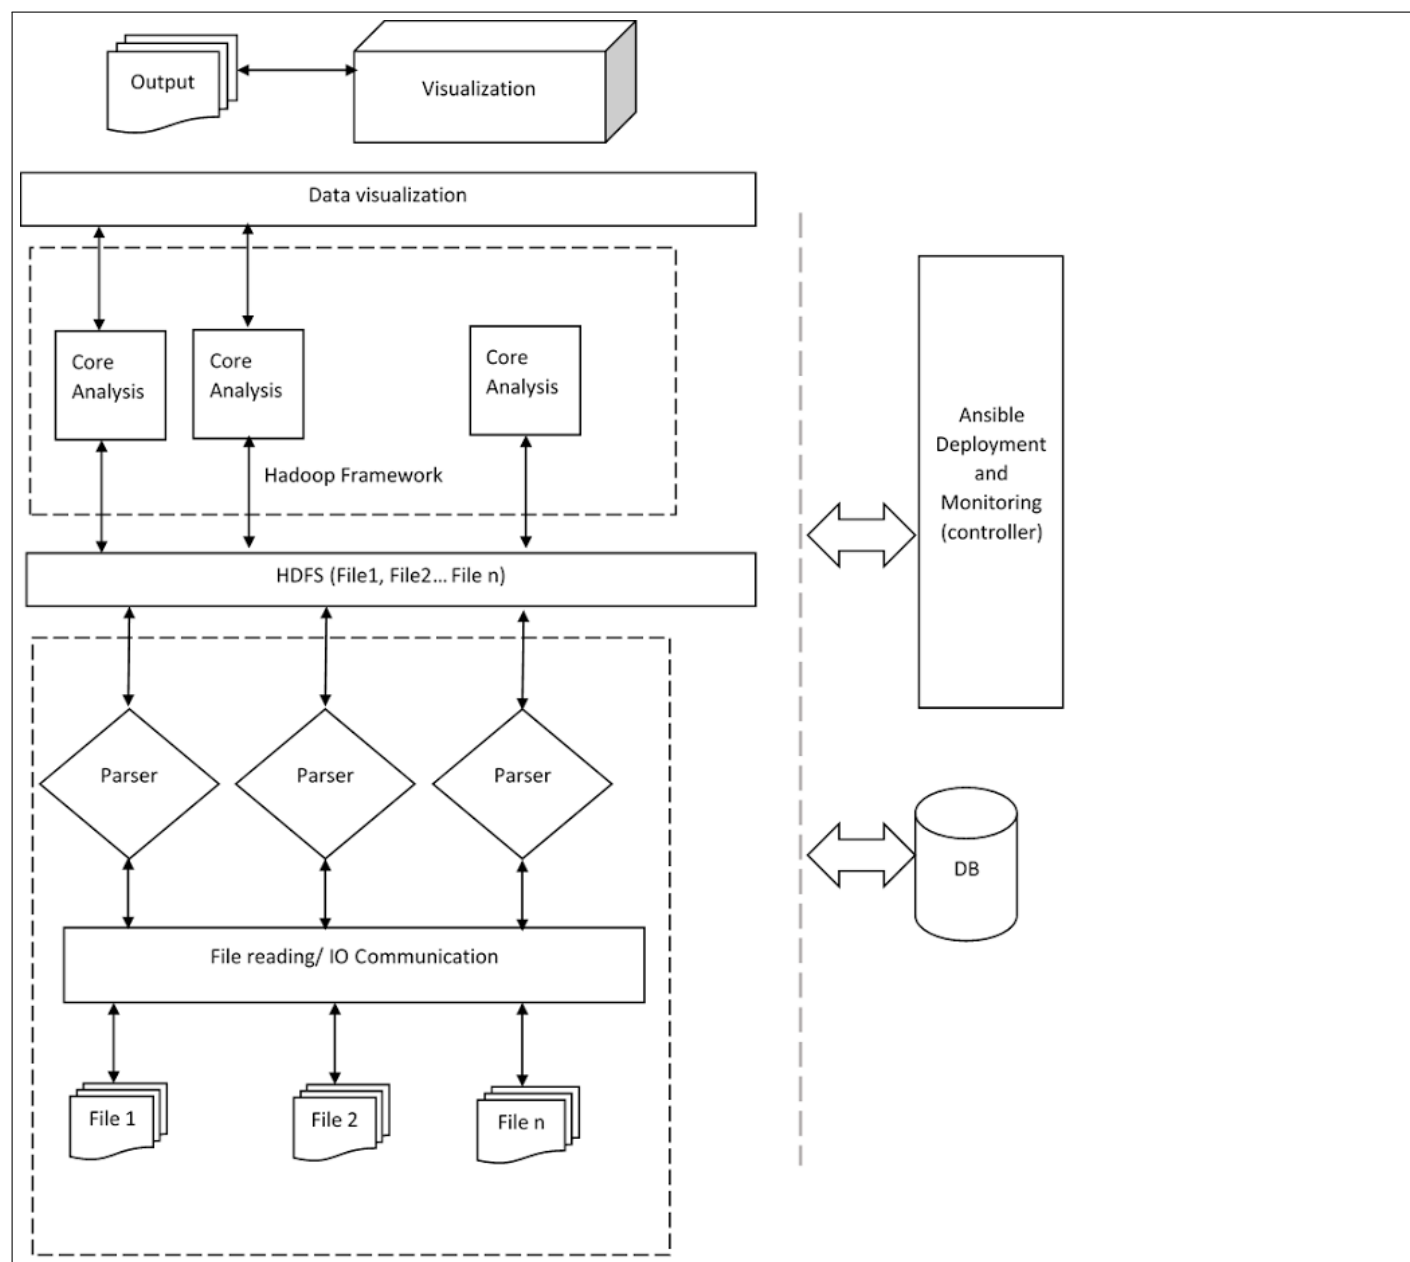 Output
Visualization
Data visualization
Core
Analysis
Core
Analysis
Core
Analysis
Hadoop Framework
HDFS (File1, File2... File n)
Parser
Parser
Parser
File reading/ IO Communication
File 1
File 2
File n
Ansible
Deployment
and
Monitoring
(controller)
DB